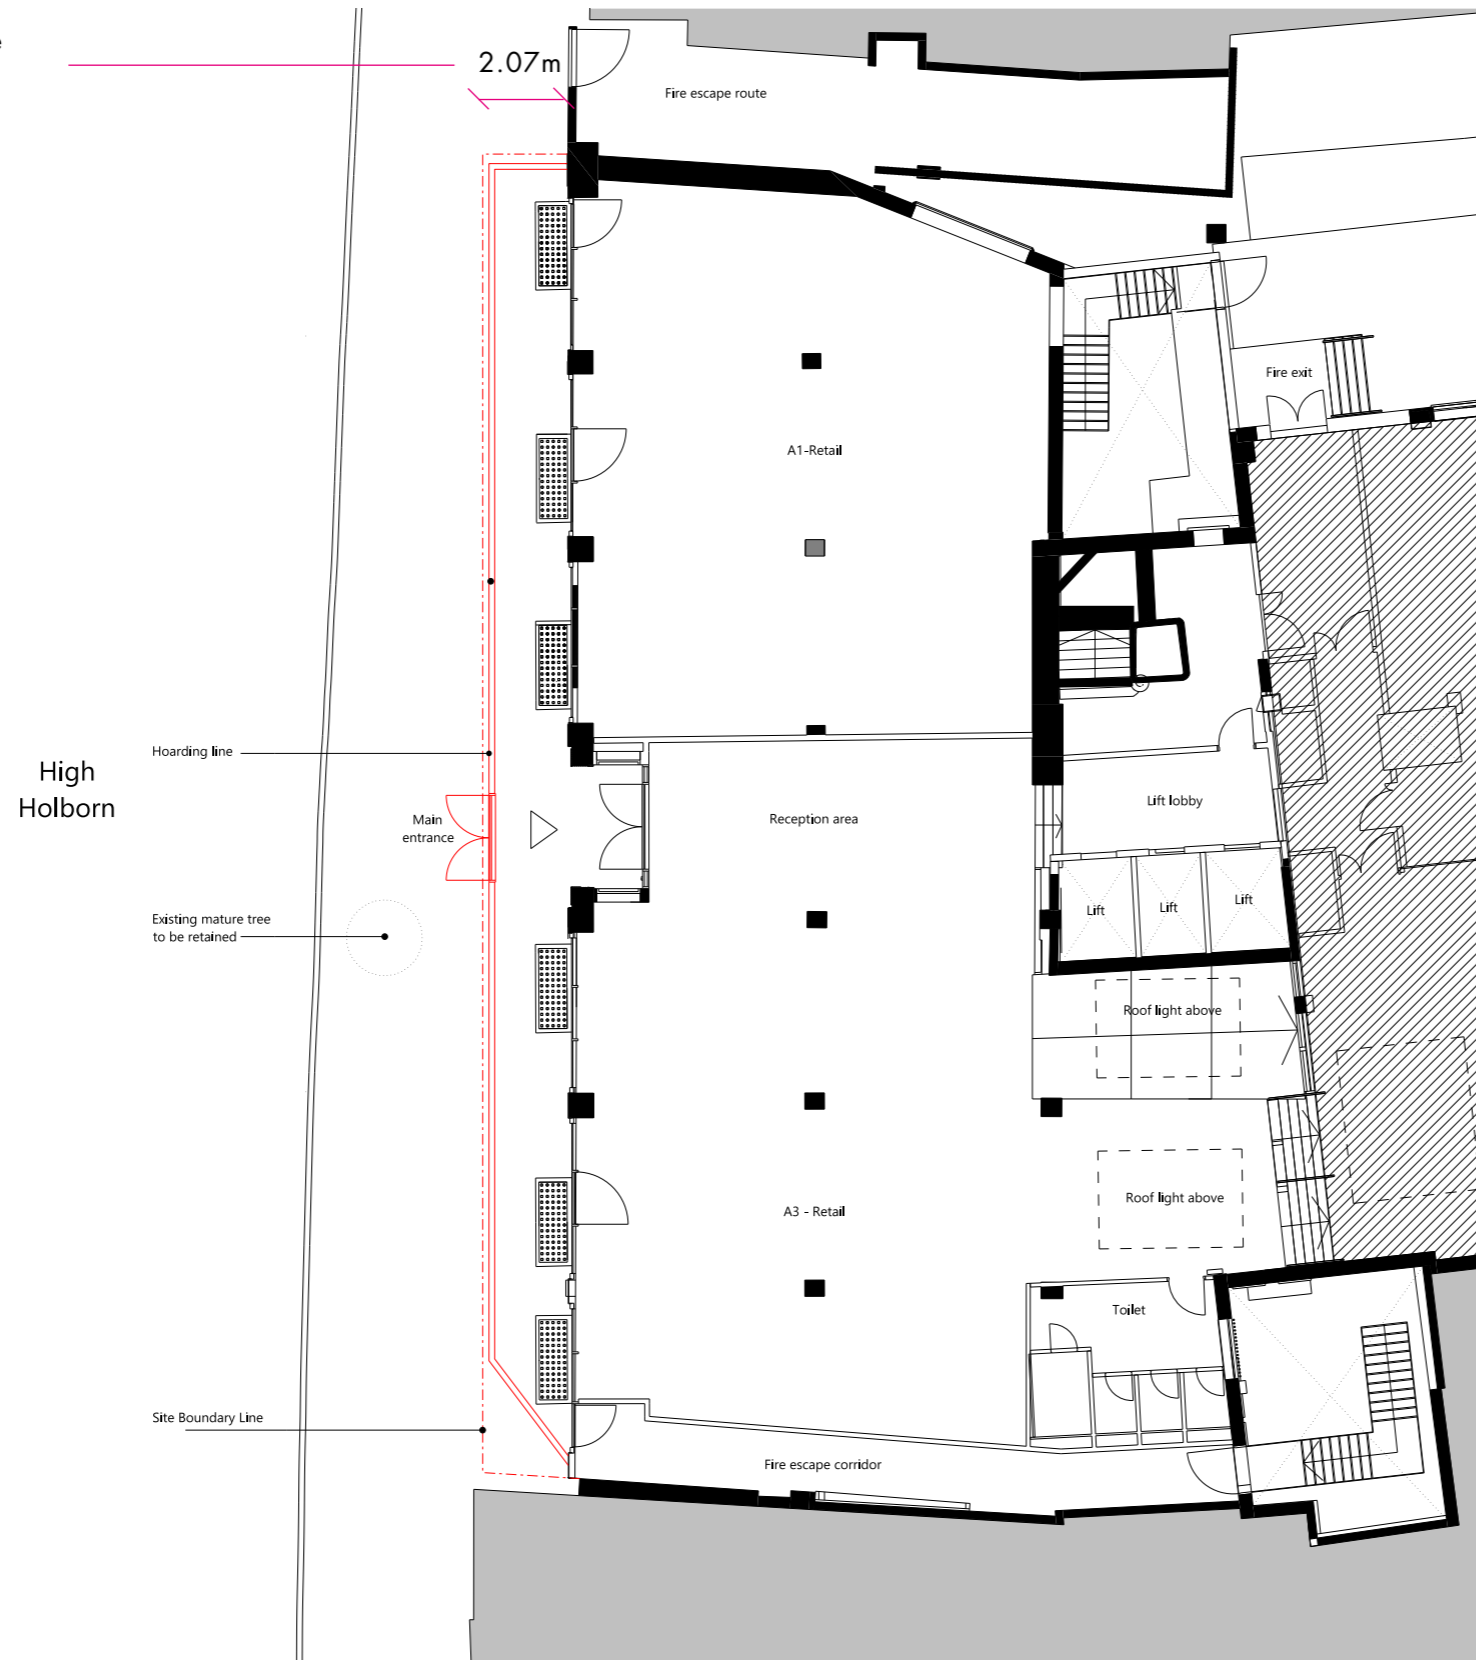 2.07m
Fire escape route
Fire exit
A1-Retail
Hoarding line
High
Holborn
Main
entrance
Reception area
Lift lobby
Lift
Lift
Lift
Existing mature tree
to be retained
Roof light above
Roof light above
A3 - Retail
Toilet
Site Boundary Line
Fire escape corridor